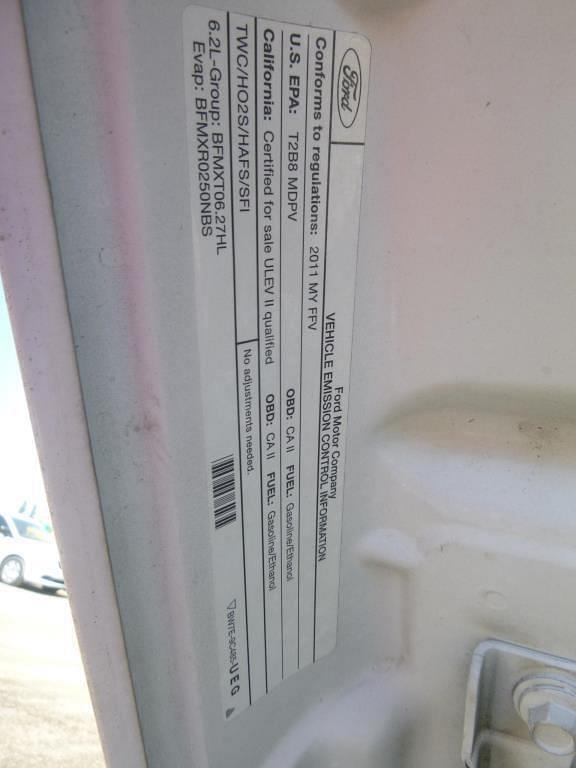 Ford
Ford Motor Company
VEHICLE EMISSION CONTROL INFORMATION
Conforms to regulations: 2011 MY FFV
U.S. EPA: T2B8 MDPV OBD: CA II FUEL: Gasoline/Ethanol
California: Certified for sale ULEV II qualified OBD: CA II FUEL: Gasoline/Ethanol
TWC/HO2S/HAFS/SFI No adjustments needed.
6.2L-Group: BFMXT06.27HL
Evap: BFMXR0250NBS
UEG